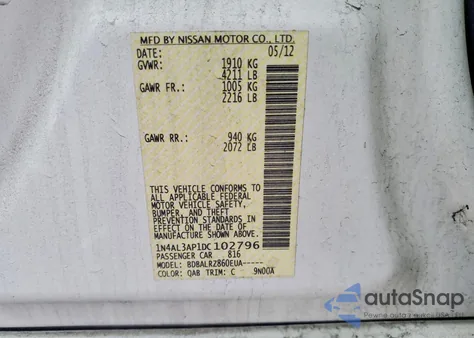 MFD BY NISSAN MOTOR CO., LTD.
DATE: 05/12
GVWR: 1910 KG
4211 LB
GAWR FR.: 1005 KG
2216 LB
GAWR RR.: 940 KG
2072 LB
THIS VEHICLE CONFORMS TO
ALL APPLICABLE FEDERAL
MOTOR VEHICLE SAFETY,
BUMPER, AND THEFT
PREVENTION STANDARDS
IN EFFECT ON THE DATE
OF MANUFACTURE
SHOWN ABOVE.
1N4AL3AP1DC102796
PASSENGER CAR 816
MODEL: BDBALRZ860EUA-----
COLOR: QAB TRIM: C 9N00A
autoSnap
Pewne auta z USA